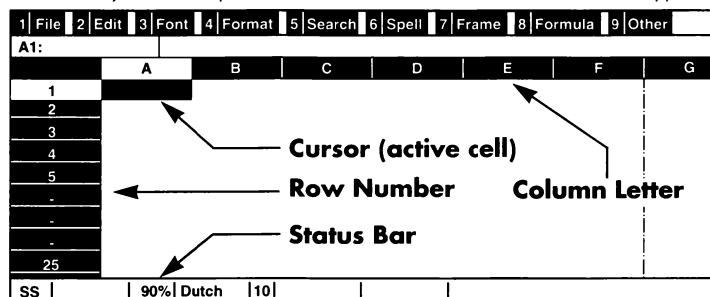 1 File 2 Edit 3 Font 4 Format 5 Search 6 Spell 7 Frame 8 Formula 9 Other
A1:
A B C D E F G
1
2
3
4 Cursor (active cell)
5 Row Number Column Letter
-
-
- Status Bar
25
SS 90% Dutch 10